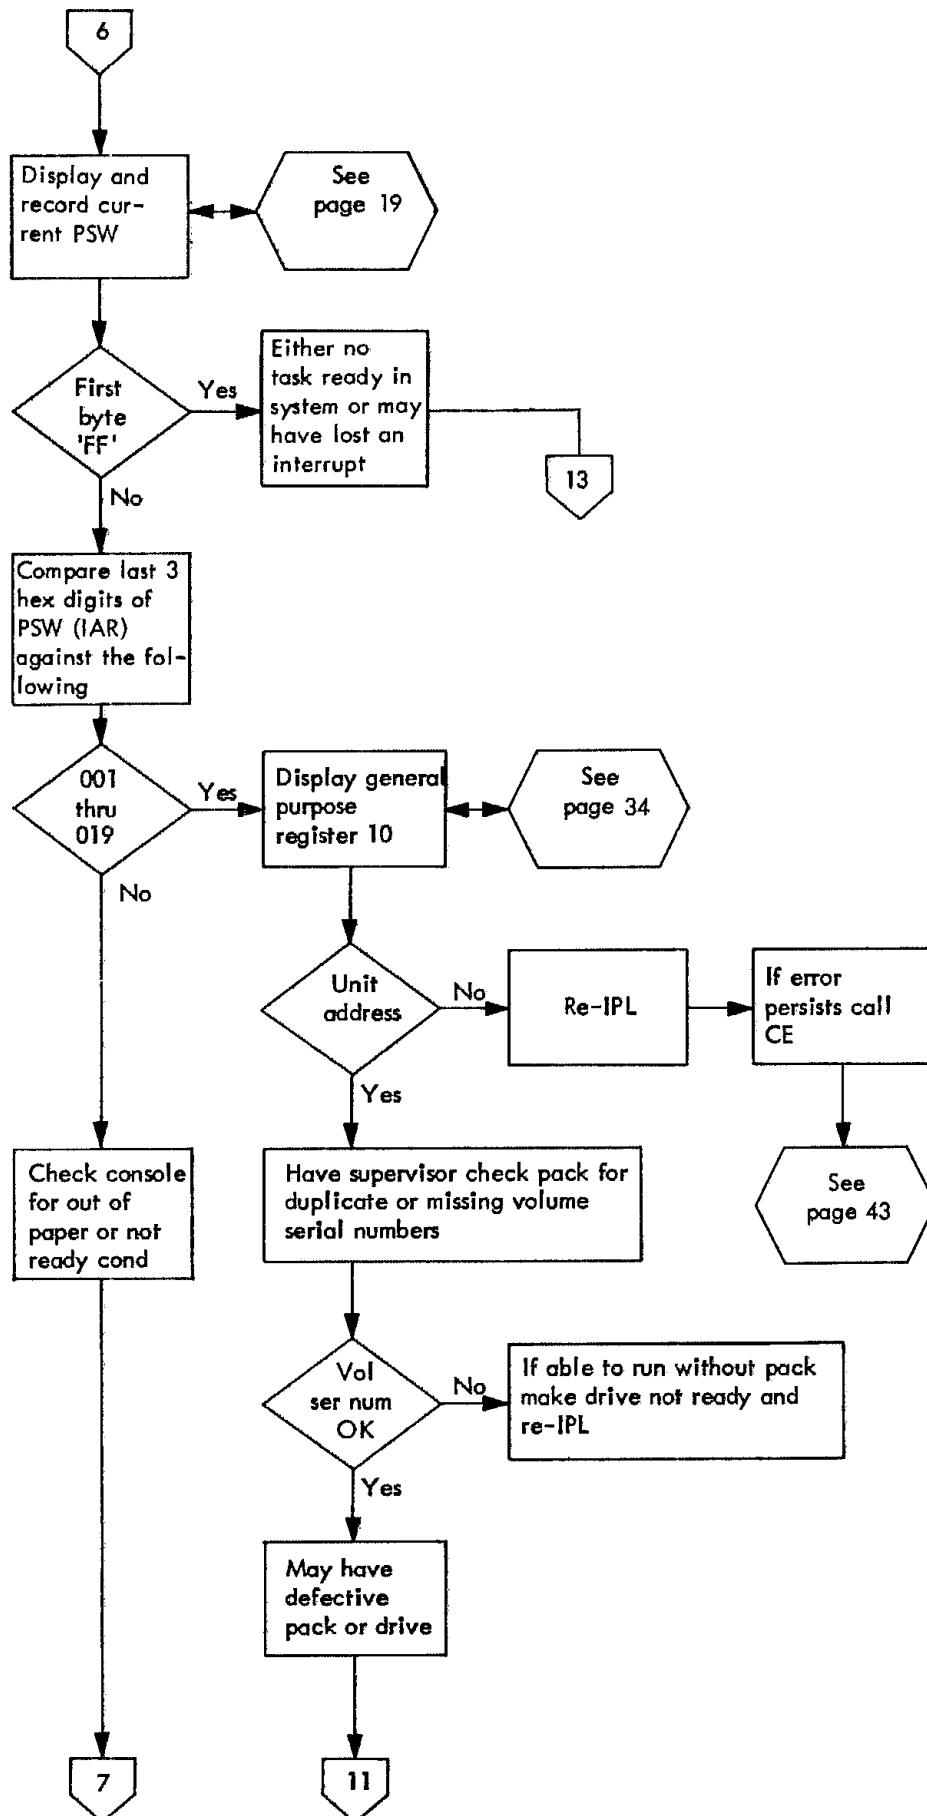 6
Display and
record cur-
rent PSW
See
page 19
First
byte
'FF'
Yes
Either no
task ready in
system or may
have lost an
interrupt
13
No
Compare last 3
hex digits of
PSW (IAR)
against the fol-
lowing
001
thru
019
Yes
Display general
purpose
register 10
See
page 34
No
Unit
address
No
Re-IPL
If error
persists call
CE
Yes
See
page 43
Check console
for out of
paper or not
ready cond
Have supervisor check pack for
duplicate or missing volume
serial numbers
Vol
ser num
OK
No
If able to run without pack
make drive not ready and
re-IPL
Yes
May have
defective
pack or drive
7
11